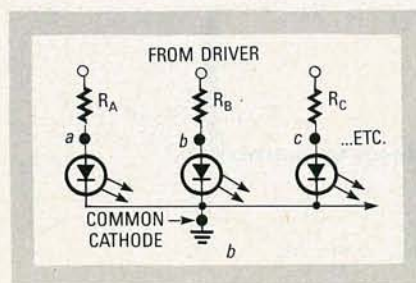 FROM DRIVER
RA RB RC
a b c ...ETC.
COMMON
CATHODE
b